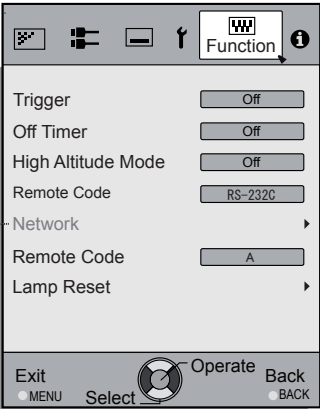 Function
Trigger Off
Off Timer Off
High Altitude Mode Off
Remote Code RS-232C
Network
Remote Code A
Lamp Reset
Exit Operate Back
MENU Select BACK